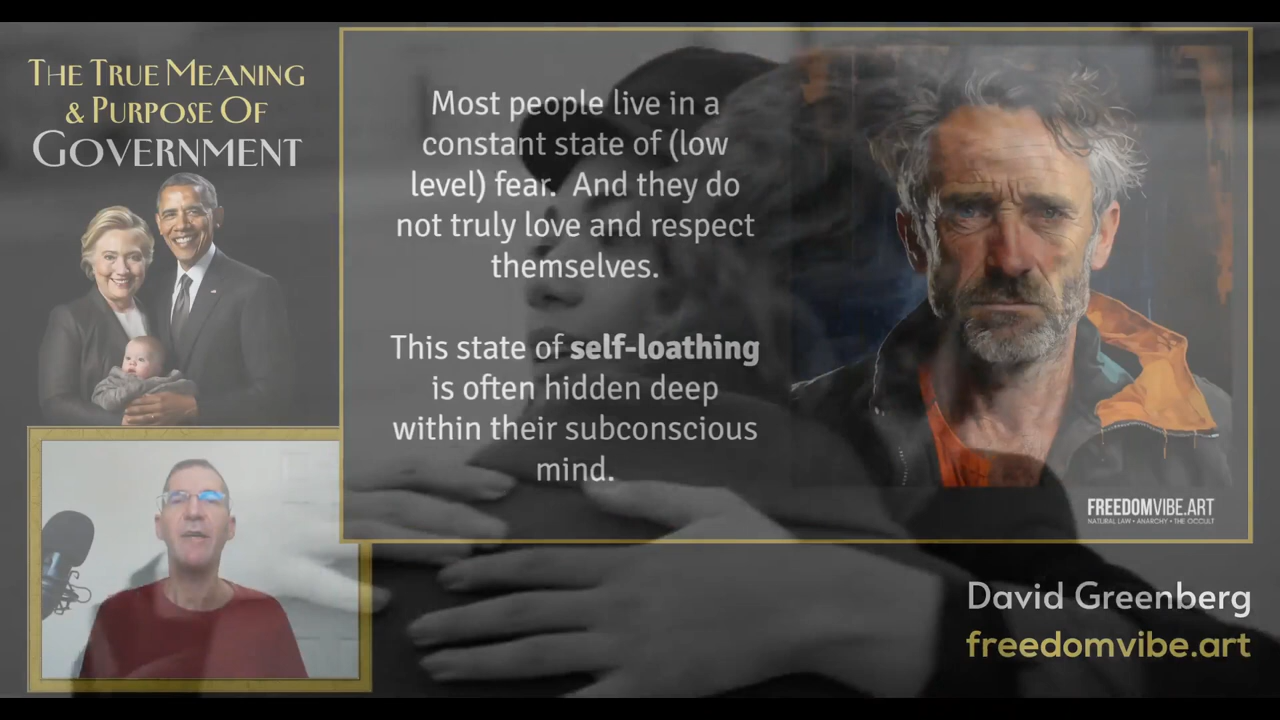 THE TRUE MEANING
& PURPOSE OF
GOVERNMENT
Most people live in a
constant state of (low
level) fear.  And they do
not truly love and respect
themselves.
This state of self-loathing
is often hidden deep
within their subconscious
mind.
FREEDOMVIBE.ART
NATURAL LAW • ANARCHY • THE OCCULT
David Greenberg
freedomvibe.art